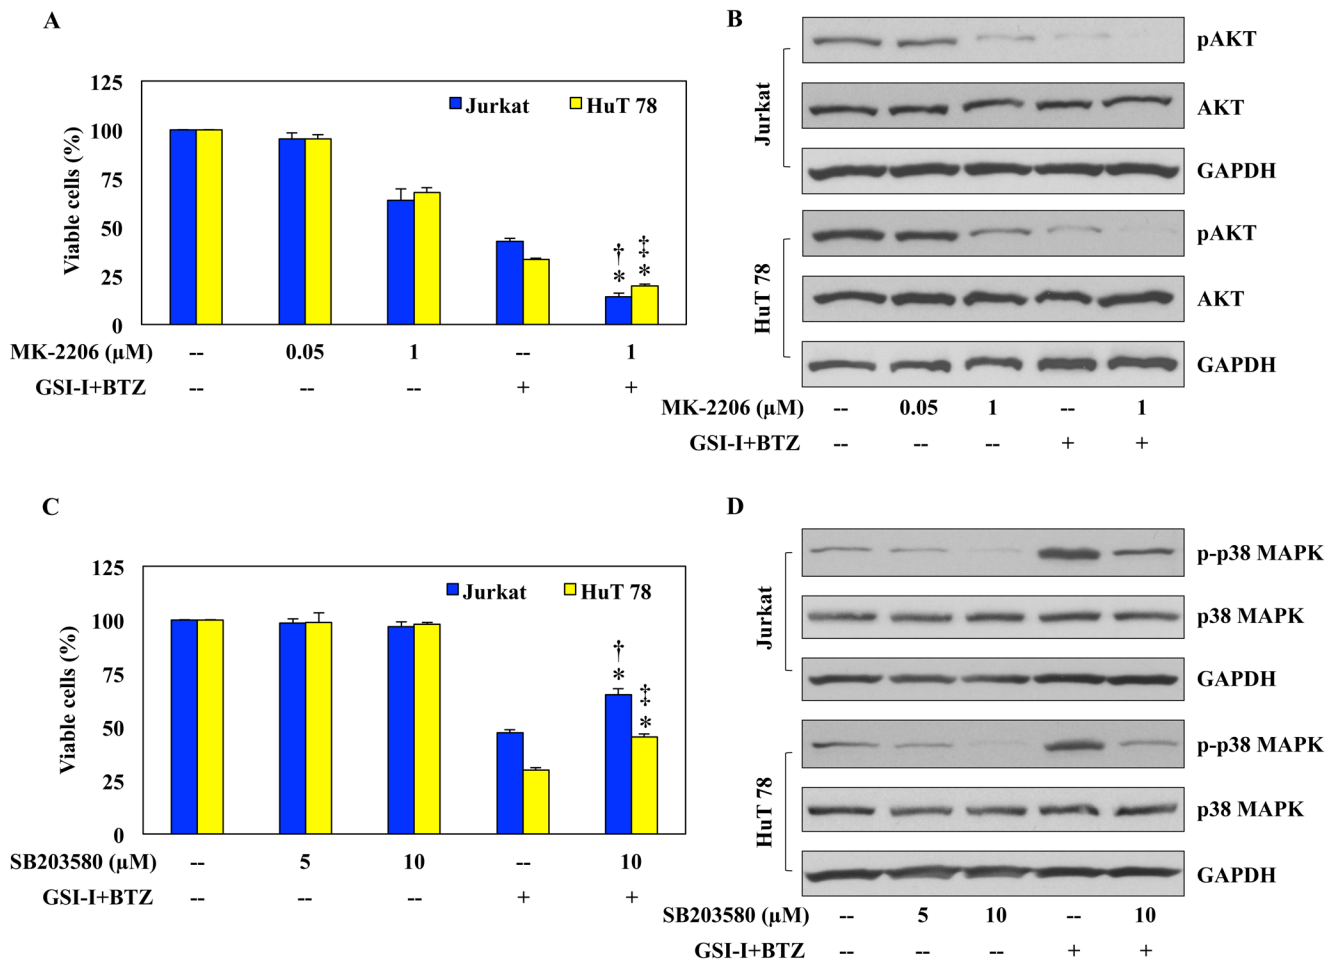 A
Viable cells (%)
125
100
75
50
25
0
Jurkat HuT 78
† ‡
* *
MK-2206 (μM) -- 0.05 1 -- 1
GSI-I+BTZ -- -- -- + +
B
Jurkat
pAKT
AKT
GAPDH
HuT 78
pAKT
AKT
GAPDH
MK-2206 (μM) -- 0.05 1 -- 1
GSI-I+BTZ -- -- -- + +
C
Viable cells (%)
125
100
75
50
25
0
Jurkat HuT 78
†
*
‡
*
SB203580 (μM) -- 5 10 -- 10
GSI-I+BTZ -- -- -- + +
D
Jurkat
p-p38 MAPK
p38 MAPK
GAPDH
HuT 78
p-p38 MAPK
p38 MAPK
GAPDH
SB203580 (μM) -- 5 10 -- 10
GSI-I+BTZ -- -- -- + +